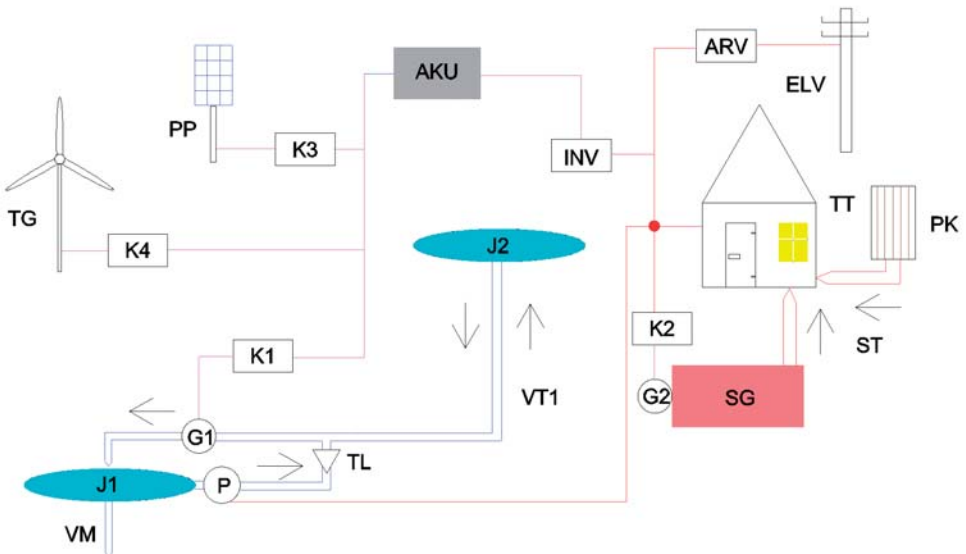 ARV
AKU
ELV
PP
K3
INV
TG
TT
PK
K4
J2
K1
K2
ST
VT1
G2
SG
G1
TL
J1
P
VM